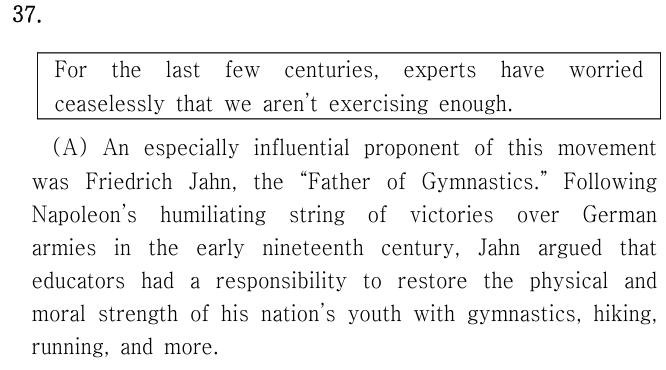 37.
For the last few centuries, experts have worried
ceaselessly that we aren't exercising enough.
(A) An especially influential proponent of this movement
was Friedrich Jahn, the “Father of Gymnastics.” Following
Napoleon's humiliating string of victories over German
armies in the early nineteenth century, Jahn argued that
educators had a responsibility to restore the physical and
moral strength of his nation's youth with gymnastics, hiking,
running, and more.